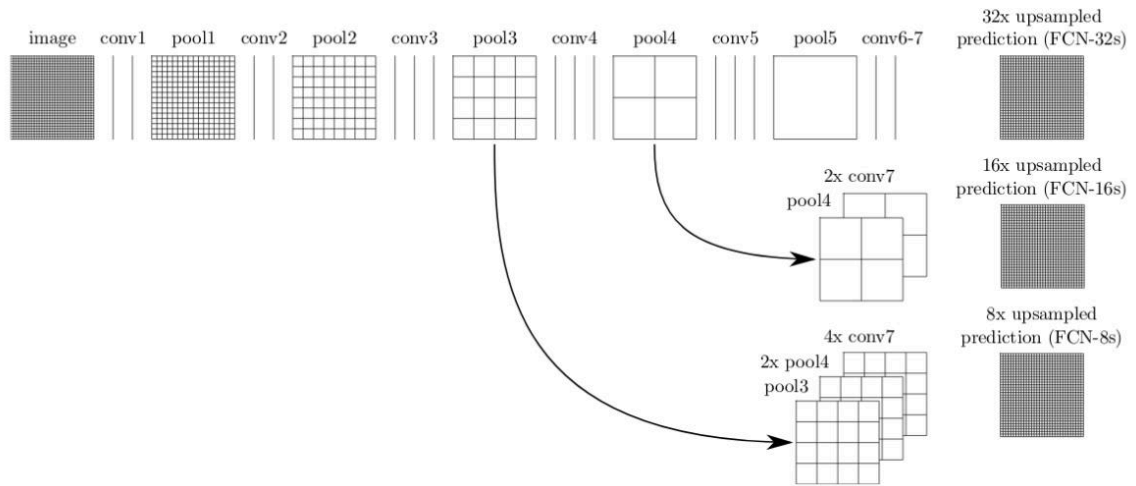 image conv1 pool1 conv2 pool2 conv3 pool3 conv4 pool4 conv5 pool5 conv6-7
32x upsampled
prediction (FCN-32s)
2x conv7
pool4
16x upsampled
prediction (FCN-16s)
4x conv7
2x pool4
pool3
8x upsampled
prediction (FCN-8s)